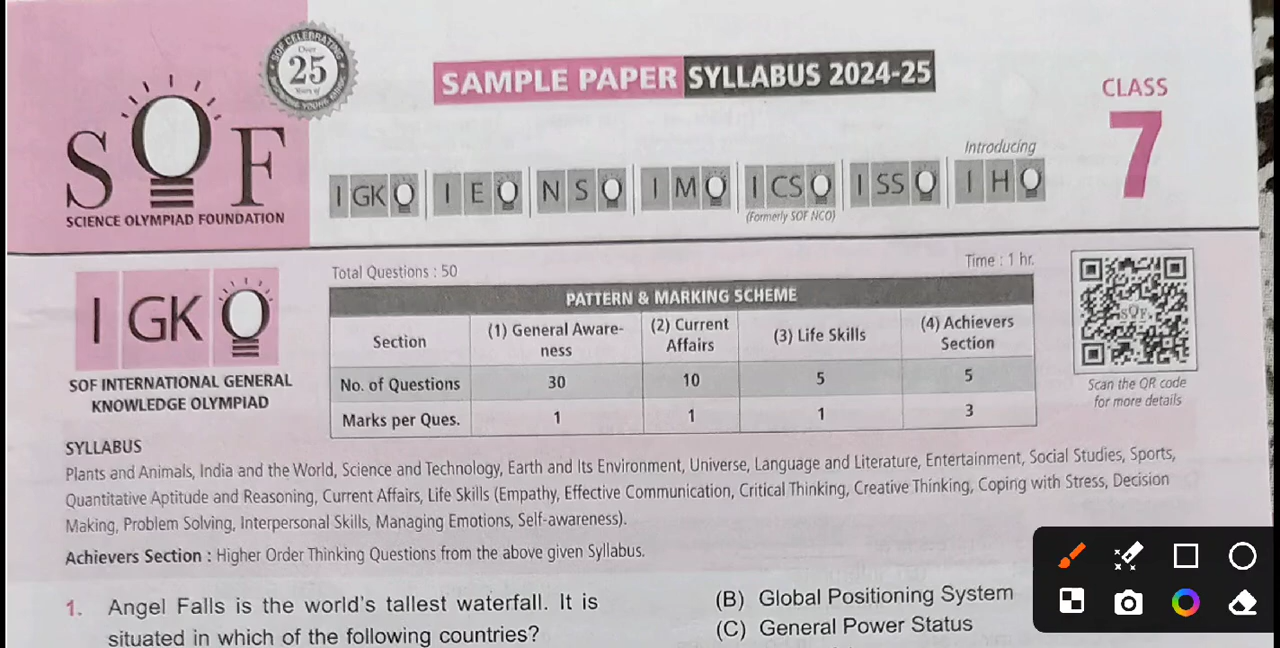 SOF CELEBRATING
Over
25
Years of
SAMPLE PAPER SYLLABUS 2024-25
CLASS
7
SOF
SCIENCE OLYMPIAD FOUNDATION
Introducing
IGKO IEO NSO IMO ICSO ISSO IHO
(Formerly SOF NCO)
Total Questions : 50
Time : 1 hr.
IGKO
SOF INTERNATIONAL GENERAL
KNOWLEDGE OLYMPIAD
PATTERN & MARKING SCHEME
Section (1) General Aware-ness (2) Current Affairs (3) Life Skills (4) Achievers Section
No. of Questions 30 10 5 5
Marks per Ques. 1 1 1 3
SOF
Scan the QR code
for more details
SYLLABUS
Plants and Animals, India and the World, Science and Technology, Earth and Its Environment, Universe, Language and Literature, Entertainment, Social Studies, Sports,
Quantitative Aptitude and Reasoning, Current Affairs, Life Skills (Empathy, Effective Communication, Critical Thinking, Creative Thinking, Coping with Stress, Decision
Making, Problem Solving, Interpersonal Skills, Managing Emotions, Self-awareness).
Achievers Section : Higher Order Thinking Questions from the above given Syllabus.
1. Angel Falls is the world's tallest waterfall. It is
situated in which of the following countries?
(B) Global Positioning System
(C) General Power Status